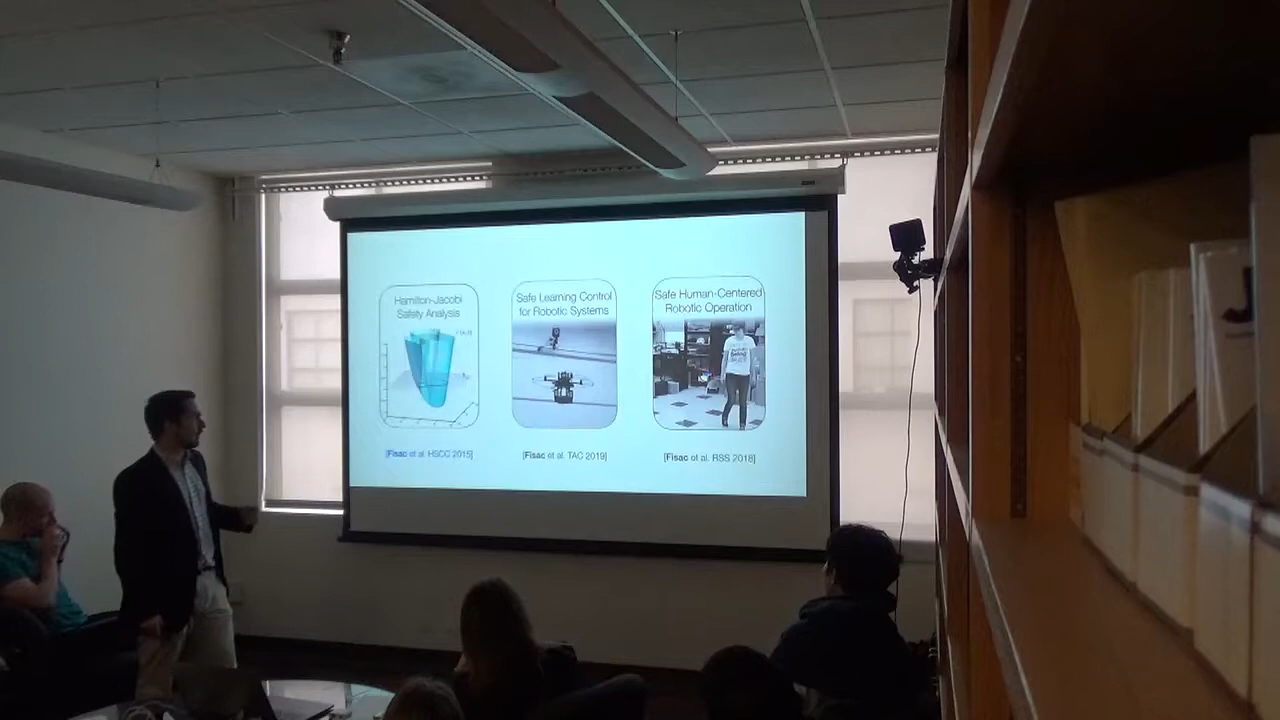 Hamilton-Jacobi
Safety Analysis
[Fisac et al. HSCC 2015]
Safe Learning Control
for Robotic Systems
[Fisac et al. TAC 2019]
Safe Human-Centered
Robotic Operation
[Fisac et al. RSS 2018]